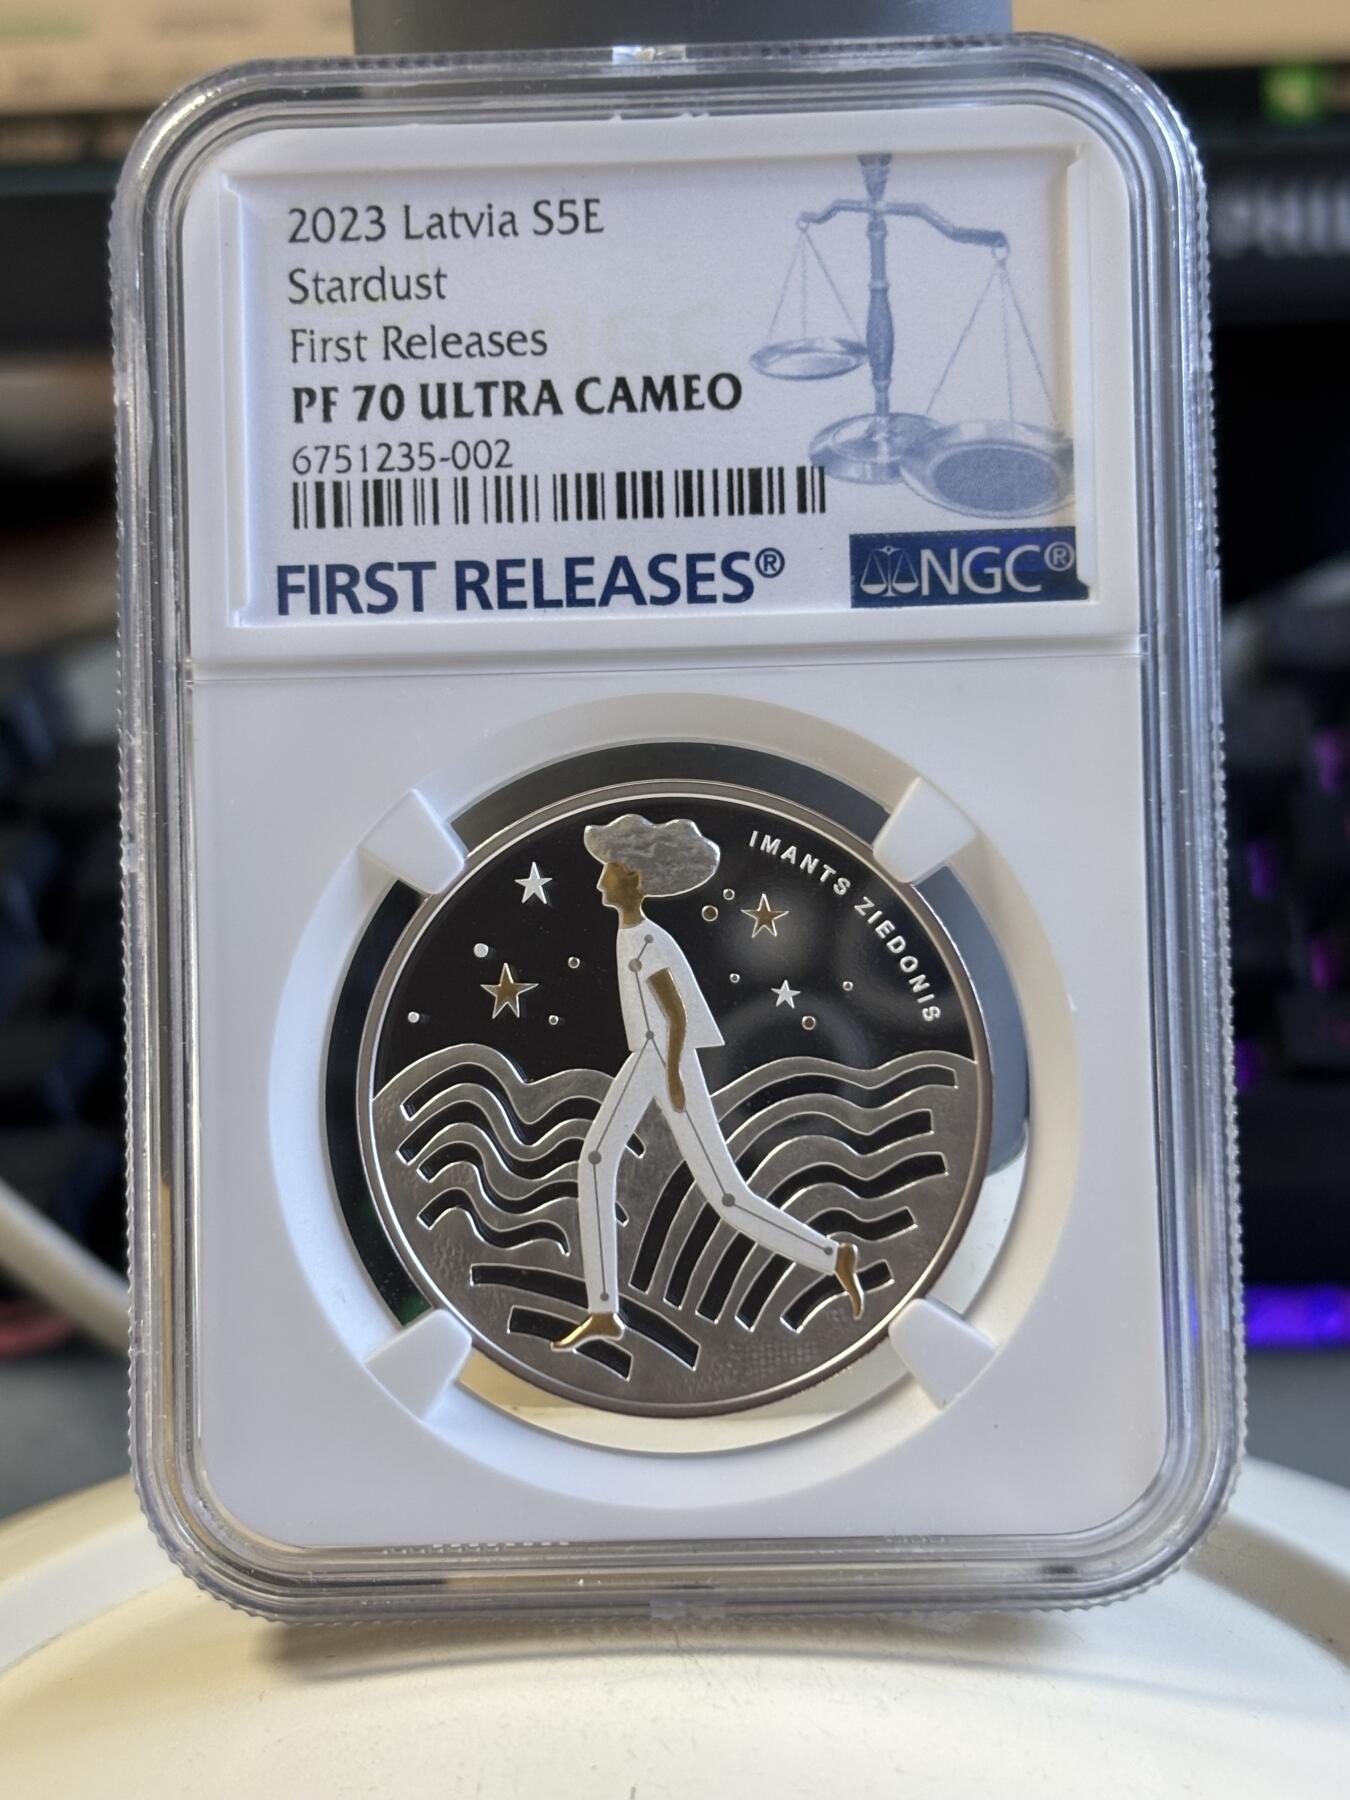 2023 Latvia S5E
Stardust
First Releases
PF 70 ULTRA CAMEO
6751235-002
FIRST RELEASES®
NGC®
IMANTS ZIEDONIS